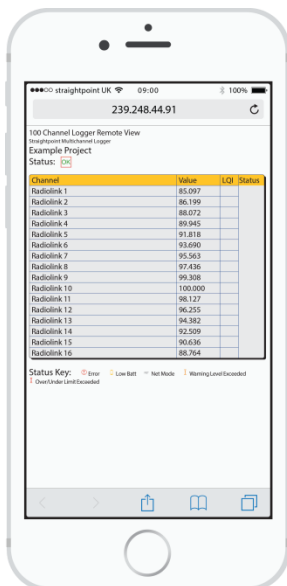 straightpoint UK 09:00 100%
239.248.44.91
100 Channel Logger Remote View
Straightpoint Multichannel Logger
Example Project
Status: OK
Channel Value LQI Status
Radiolink 1 85.097
Radiolink 2 86.199
Radiolink 3 88.072
Radiolink 4 89.945
Radiolink 5 91.818
Radiolink 6 93.690
Radiolink 7 95.563
Radiolink 8 97.436
Radiolink 9 99.308
Radiolink 10 100.000
Radiolink 11 98.127
Radiolink 12 96.255
Radiolink 13 94.382
Radiolink 14 92.509
Radiolink 15 90.636
Radiolink 16 88.764
Status Key: Error Low Batt Net Mode Warning Level Exceeded
Over/Under Limit Exceeded